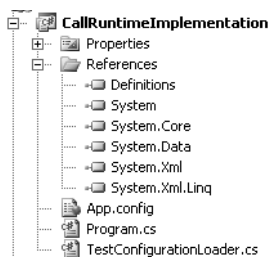 CallRuntimeImplementation
Properties
References
Definitions
System
System.Core
System.Data
System.Xml
System.Xml.Linq
App.config
Program.cs
TestConfigurationLoader.cs